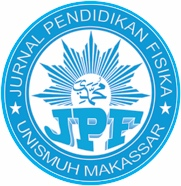 JURNAL PENDIDIKAN FISIKA
JPF
UNISMUH MAKASSAR